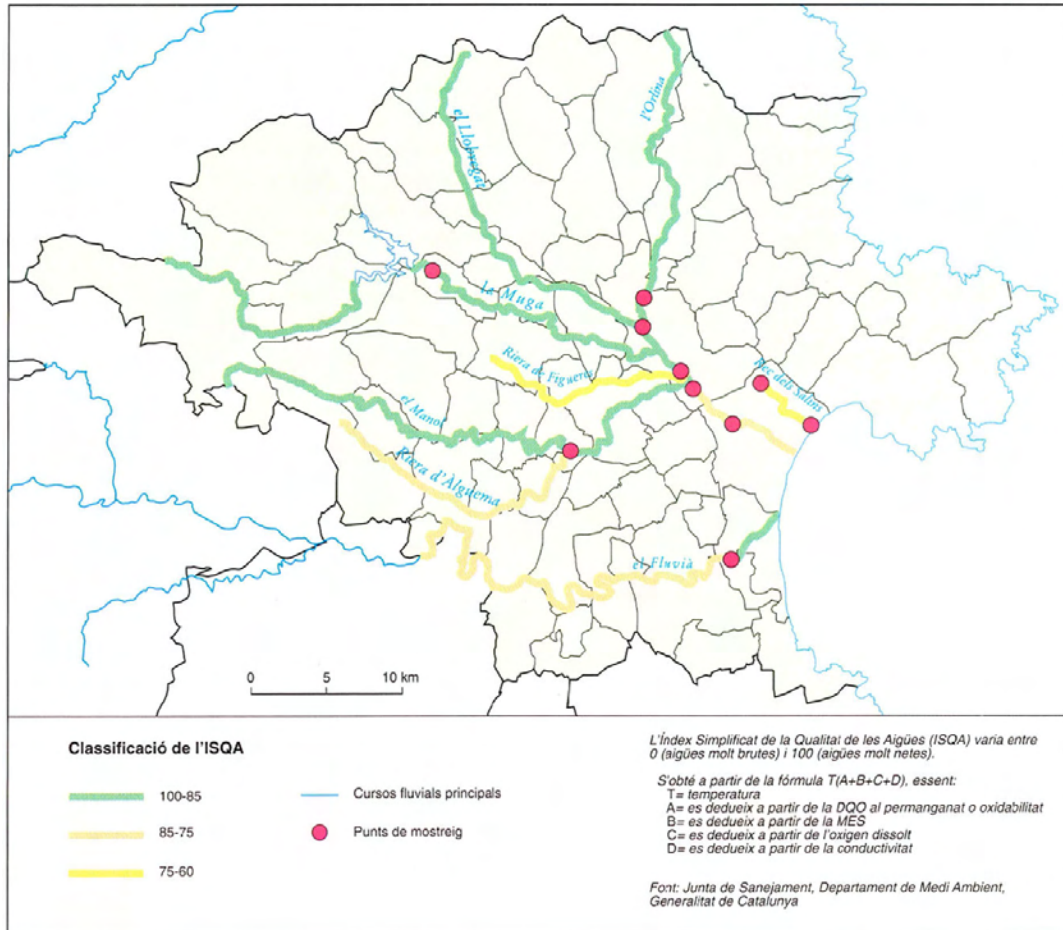 l'Orlina
el Llobregat
la Muga
Riera de Figueres
Rec dels Salins
el Manol
Riera d'Àlguema
el Fluvià
0 5 10 km
Classificació de l'ISQA
100-85
85-75
75-60
Cursos fluvials principals
Punts de mostreig
L'Índex Simplificat de la Qualitat de les Aigües (ISQA) varia entre
0 (aigües molt brutes) i 100 (aigües molt netes).
S'obté a partir de la fórmula T(A+B+C+D), essent:
T= temperatura
A= es dedueix a partir de la DQO al permanganat o oxidabilitat
B= es dedueix a partir de la MES
C= es dedueix a partir de l'oxigen dissolt
D= es dedueix a partir de la conductivitat
Font: Junta de Sanejament, Departament de Medi Ambient,
Generalitat de Catalunya